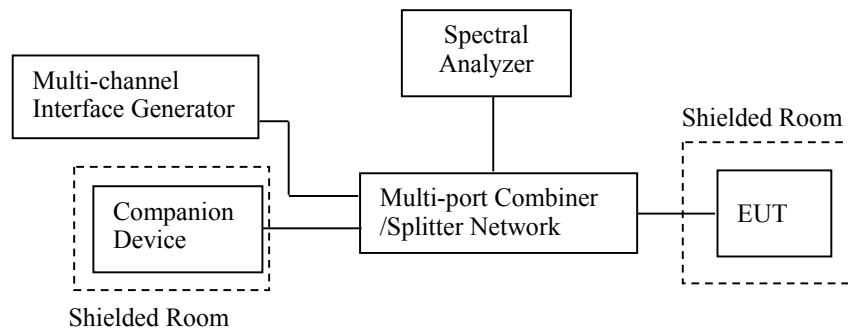 Spectral
Analyzer
Multi-channel
Interface Generator
Shielded Room
Multi-port Combiner
/Splitter Network
EUT
Companion
Device
Shielded Room